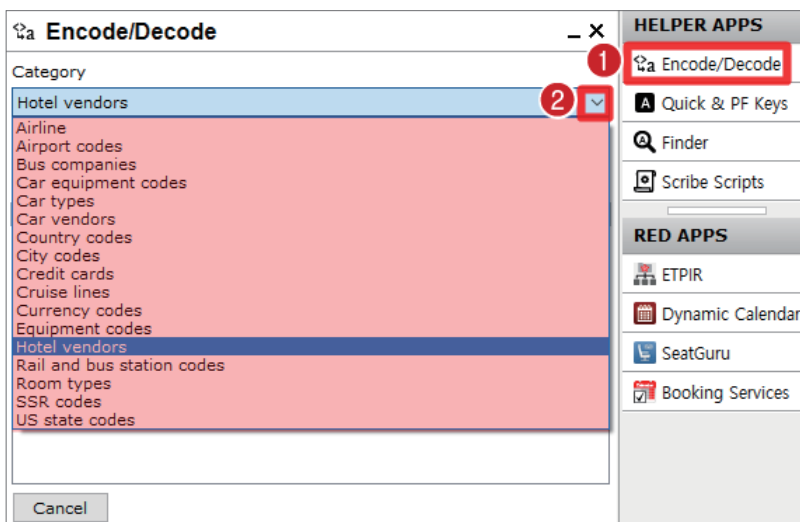 Encode/Decode
Category
Hotel vendors
2
Airline
Airport codes
Bus companies
Car equipment codes
Car types
Car vendors
Country codes
City codes
Credit cards
Cruise lines
Currency codes
Equipment codes
Hotel vendors
Rail and bus station codes
Room types
SSR codes
US state codes
Cancel
HELPER APPS
1
Encode/Decode
Quick & PF Keys
Finder
Scribe Scripts
RED APPS
ETPIR
Dynamic Calendar
SeatGuru
Booking Services